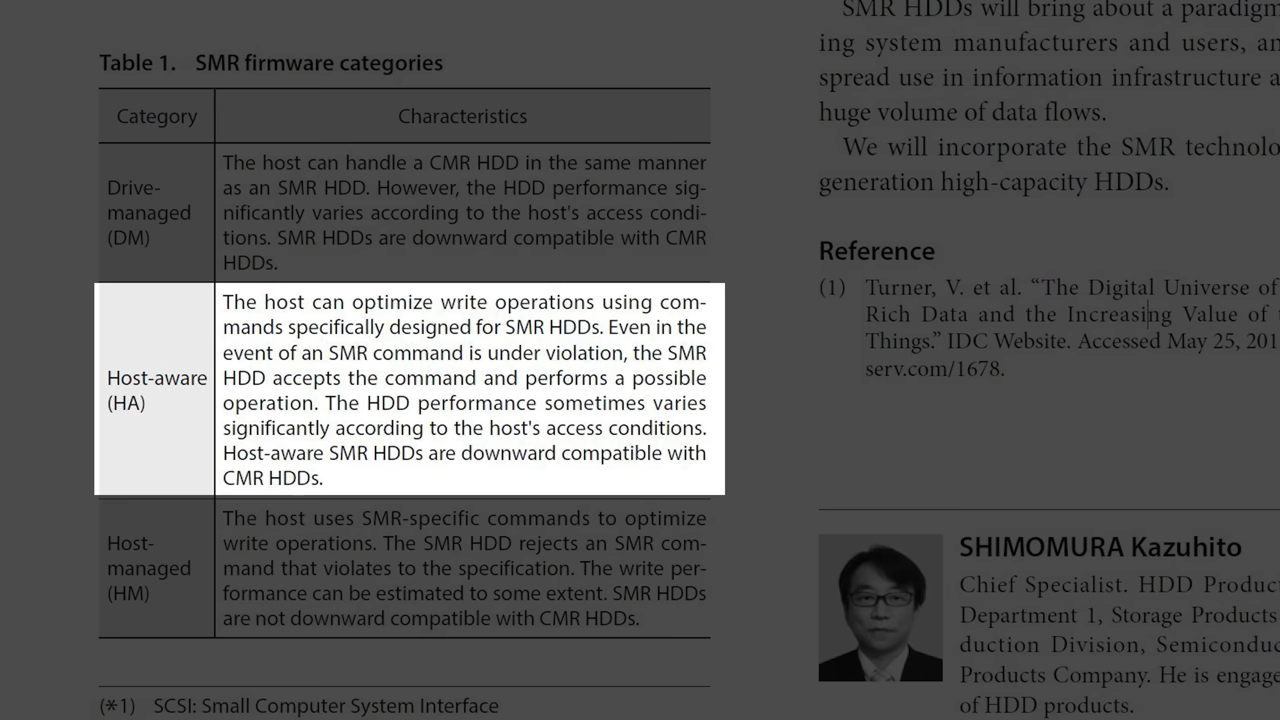 Table 1. SMR firmware categories
Category
Characteristics
Drive-
managed
(DM)
The host can handle a CMR HDD in the same manner
as an SMR HDD. However, the HDD performance sig-
nificantly varies according to the host's access condi-
tions. SMR HDDs are downward compatible with CMR
HDDs.
Host-aware
(HA)
The host can optimize write operations using com-
mands specifically designed for SMR HDDs. Even in the
event of an SMR command is under violation, the SMR
HDD accepts the command and performs a possible
operation. The HDD performance sometimes varies
significantly according to the host's access conditions.
Host-aware SMR HDDs are downward compatible with
CMR HDDs.
Host-
managed
(HM)
The host uses SMR-specific commands to optimize
write operations. The SMR HDD rejects an SMR com-
mand that violates to the specification. The write per-
formance can be estimated to some extent. SMR HDDs
are not downward compatible with CMR HDDs.
(*1) SCSI: Small Computer System Interface
SMR HDDs will bring about a paradigm
ing system manufacturers and users, an
spread use in information infrastructure a
huge volume of data flows.
We will incorporate the SMR technolo
generation high-capacity HDDs.
Reference
(1) Turner, V. et al. “The Digital Universe of
Rich Data and the Increasing Value of t
Things.” IDC Website. Accessed May 25, 201
serv.com/1678.
SHIMOMURA Kazuhito
Chief Specialist. HDD Produc
Department 1, Storage Products
duction Division, Semiconduc
Products Company. He is engage
of HDD products.